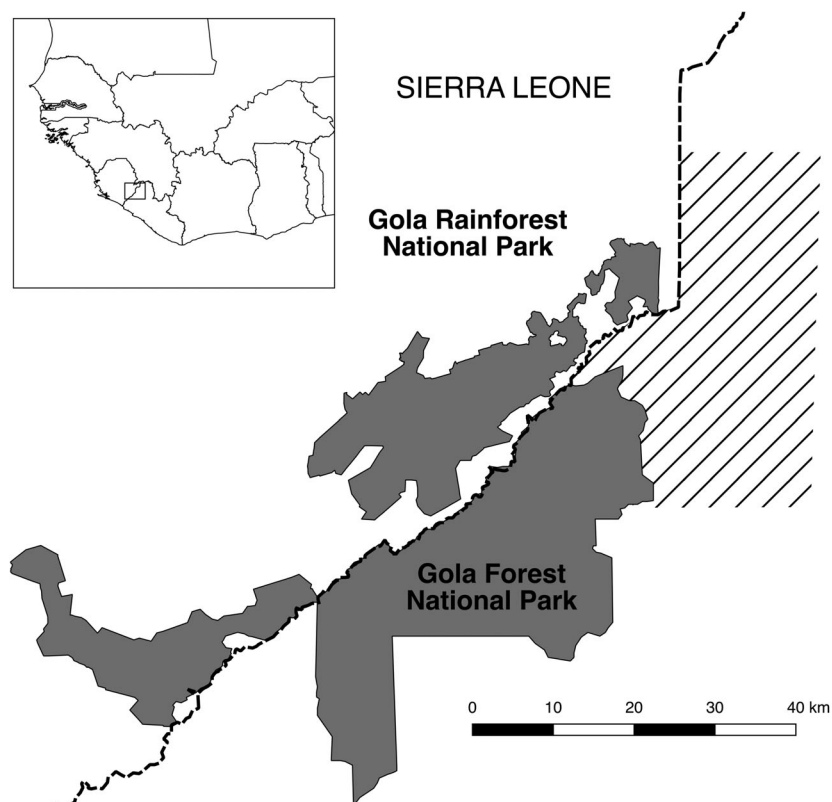 SIERRA LEONE
Gola Rainforest
National Park
Gola Forest
National Park
0 10 20 30 40 km